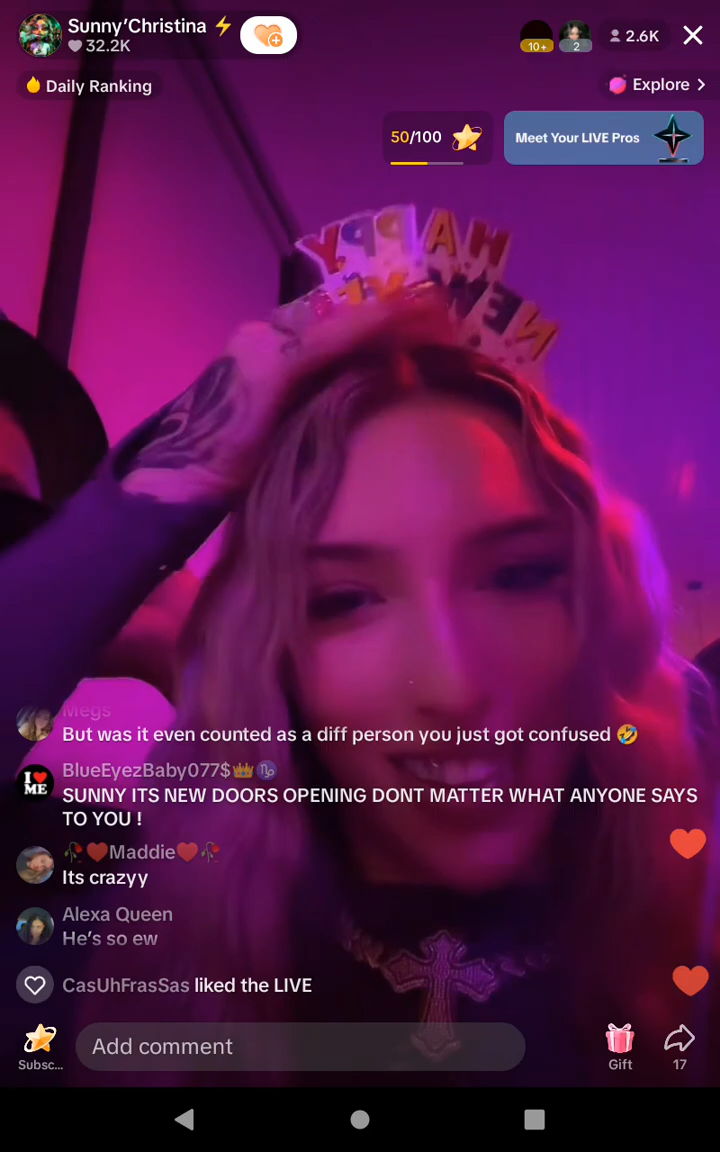 Sunny’Christina ⚡
32.2K
10+
2
2.6K
Daily Ranking
Explore
50/100
Meet Your LIVE Pros
HAPPY
NEW
Megs
But was it even counted as a diff person you just got confused 🤣
BlueEyezBaby077$👑♑
I ❤ ME
SUNNY ITS NEW DOORS OPENING DONT MATTER WHAT ANYONE SAYS
TO YOU !
🥀♥️Maddie♥️🥀
Its crazyy
Alexa Queen
He’s so ew
CasUhFrasSas liked the LIVE
Subsc...
Add comment
Gift
17